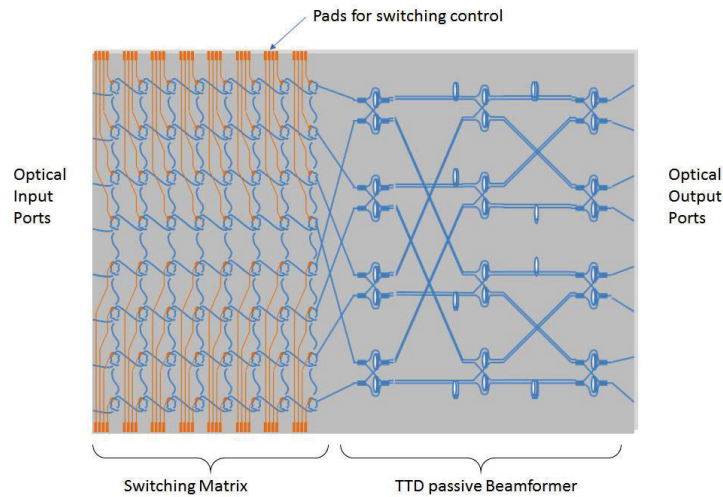 Pads for switching control
Optical
Input
Ports
Optical
Output
Ports
Switching Matrix
TTD passive Beamformer